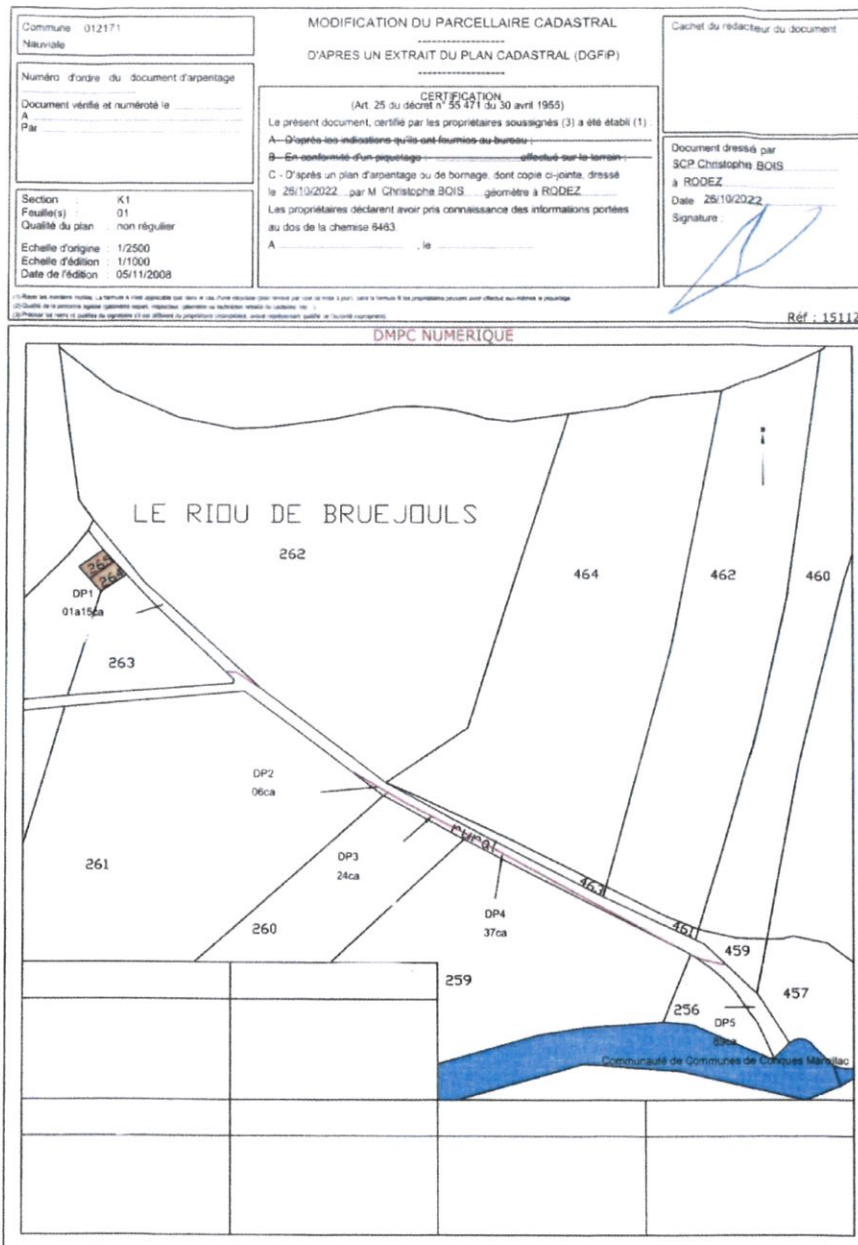 Commune 012171
Nauviale
Numéro d'ordre du document d'arpentage
Document vérifié et numéroté le
A
Par
Section : K1
Feuille(s) : 01
Qualité du plan : non régulier
Echelle d'origine : 1/2500
Echelle d'édition : 1/1000
Date de l'édition : 05/11/2008
MODIFICATION DU PARCELLAIRE CADASTRAL
D'APRES UN EXTRAIT DU PLAN CADASTRAL (DGFiP)
CERTIFICATION
(Art. 25 du décret n° 55 471 du 30 avril 1955)
Le présent document, certifié par les propriétaires soussignés (3) a été établi (1) :
A - D'après les indications qu'ils ont fournies au bureau ;
B - En conformité d'un piquetage : effectué sur le terrain ;
C - D'après un plan d'arpentage ou de bornage, dont copie ci-jointe, dressé
le 26/10/2022 par M Christophe BOIS géomètre à RODEZ
Les propriétaires déclarent avoir pris connaissance des informations portées
au dos de la chemise 6463.
A , le
Cachet du rédacteur du document
Document dressé par
SCP Christophe BOIS
à RODEZ
Date 26/10/2022
Signature :
Réf : 15112
DMPC NUMERIQUE
LE RIOU DE BRUEJOULS
262
464
462
460
265
264
DP1
01a15ca
263
DP2
06ca
rural
DP3
24ca
261
463
DP4
37ca
260
461
459
259
457
256
DP5
Communauté de Communes de Conques Marcillac